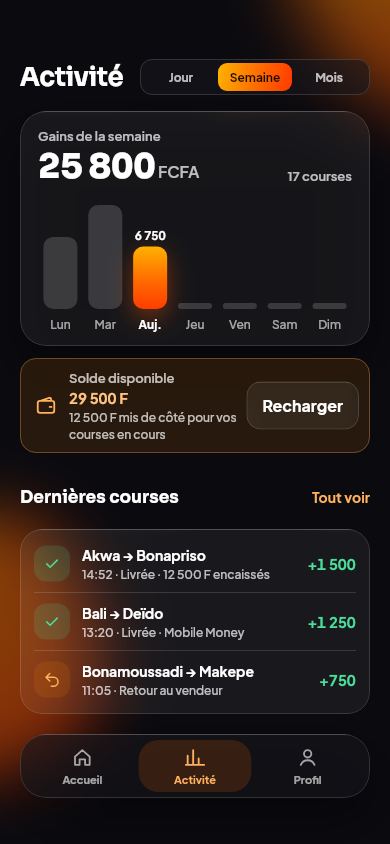 Activité
Jour
Semaine
Mois
Gains de la semaine
25 800 FCFA
17 courses
6 750
Lun
Mar
Auj.
Jeu
Ven
Sam
Dim
Solde disponible
29 500 F
12 500 F mis de côté pour vos
courses en cours
Recharger
Dernières courses
Tout voir
Akwa → Bonapriso
14:52 · Livrée · 12 500 F encaissés
+1 500
Bali → Deïdo
13:20 · Livrée · Mobile Money
+1 250
Bonamoussadi → Makepe
11:05 · Retour au vendeur
+750
Accueil
Activité
Profil